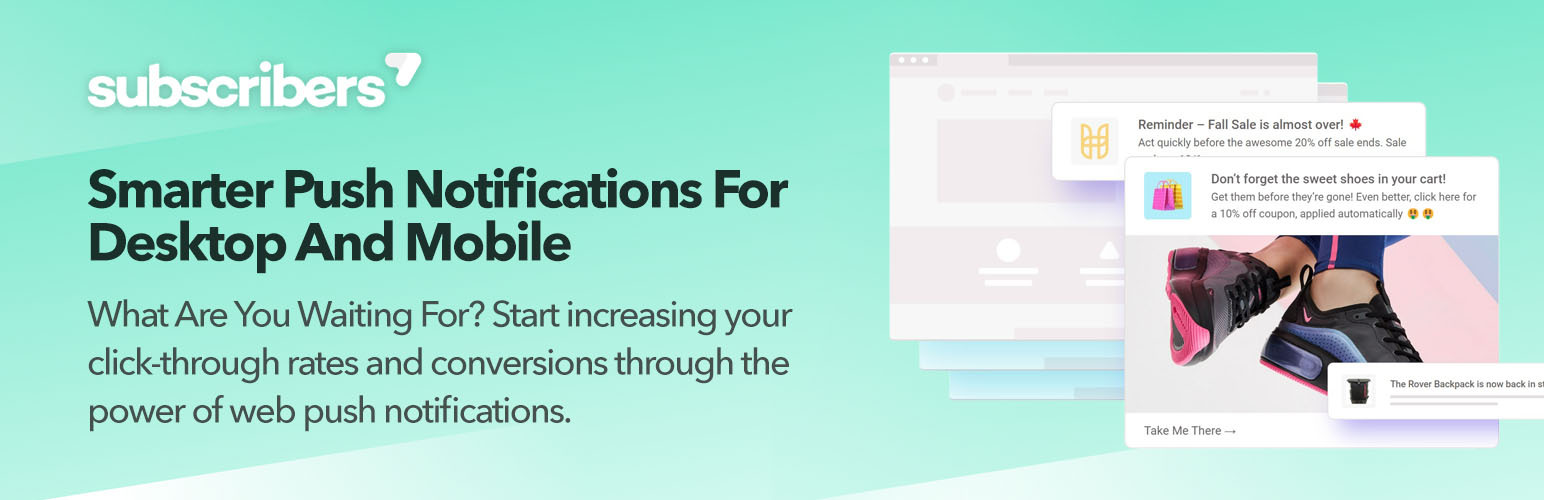 subscribers
Smarter Push Notifications For
Desktop And Mobile
What Are You Waiting For? Start increasing your
click-through rates and conversions through the
power of web push notifications.
Reminder – Fall Sale is almost over! 🍁
Act quickly before the awesome 20% off sale ends. Sale
Don't forget the sweet shoes in your cart!
Get them before they're gone! Even better, click here for
a 10% off coupon, applied automatically 🤑 🤑
The Rover Backpack is now back in
Take Me There →